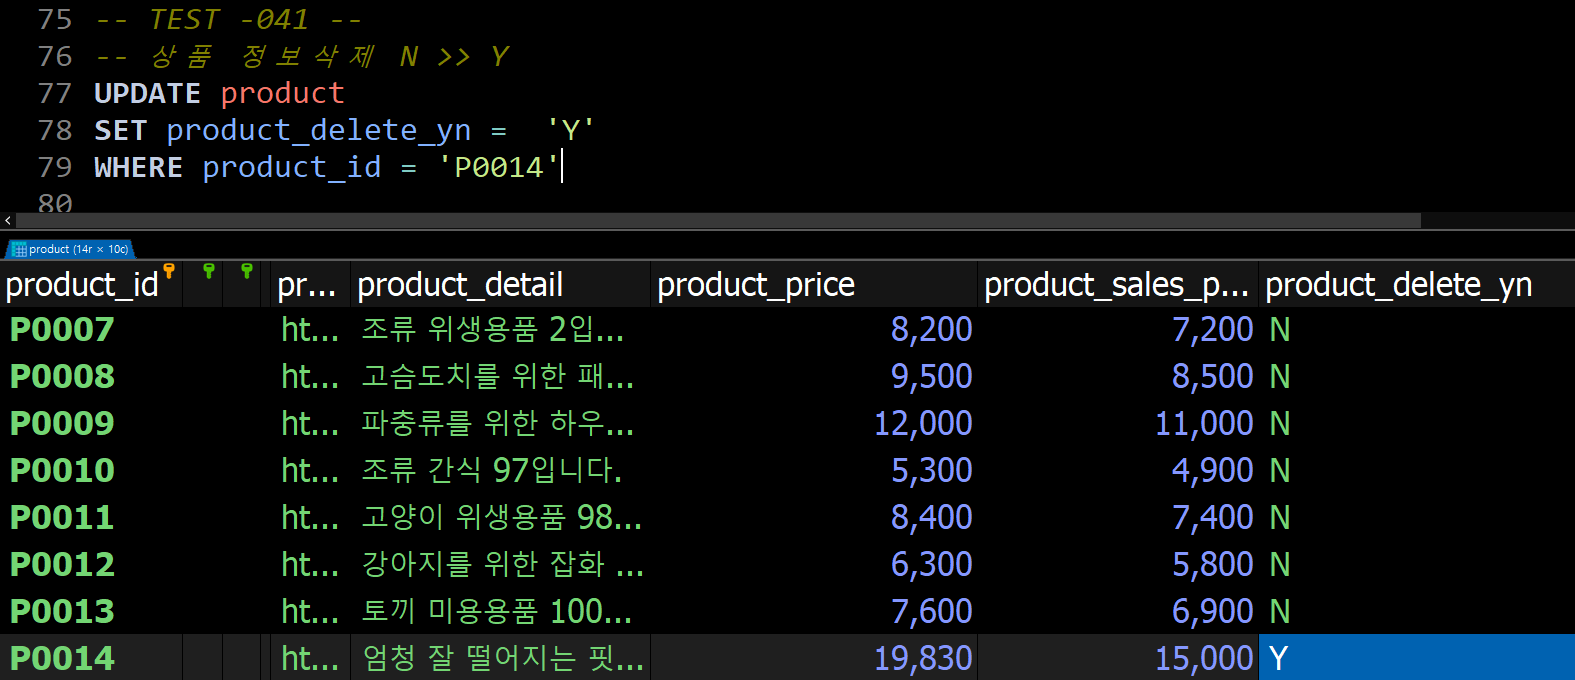 75 -- TEST -041 --
76 -- 상품 정보삭제 N >> Y
77 UPDATE product
78 SET product_delete_yn = 'Y'
79 WHERE product_id = 'P0014'
80
product (14r × 10c)
product_id pr... product_detail product_price product_sales_p... product_delete_yn
P0007 ht... 조류 위생용품 2입... 8,200 7,200 N
P0008 ht... 고슴도치를 위한 패... 9,500 8,500 N
P0009 ht... 파충류를 위한 하우... 12,000 11,000 N
P0010 ht... 조류 간식 97입니다. 5,300 4,900 N
P0011 ht... 고양이 위생용품 98... 8,400 7,400 N
P0012 ht... 강아지를 위한 잡화 ... 6,300 5,800 N
P0013 ht... 토끼 미용용품 100... 7,600 6,900 N
P0014 ht... 엄청 잘 떨어지는 핏... 19,830 15,000 Y